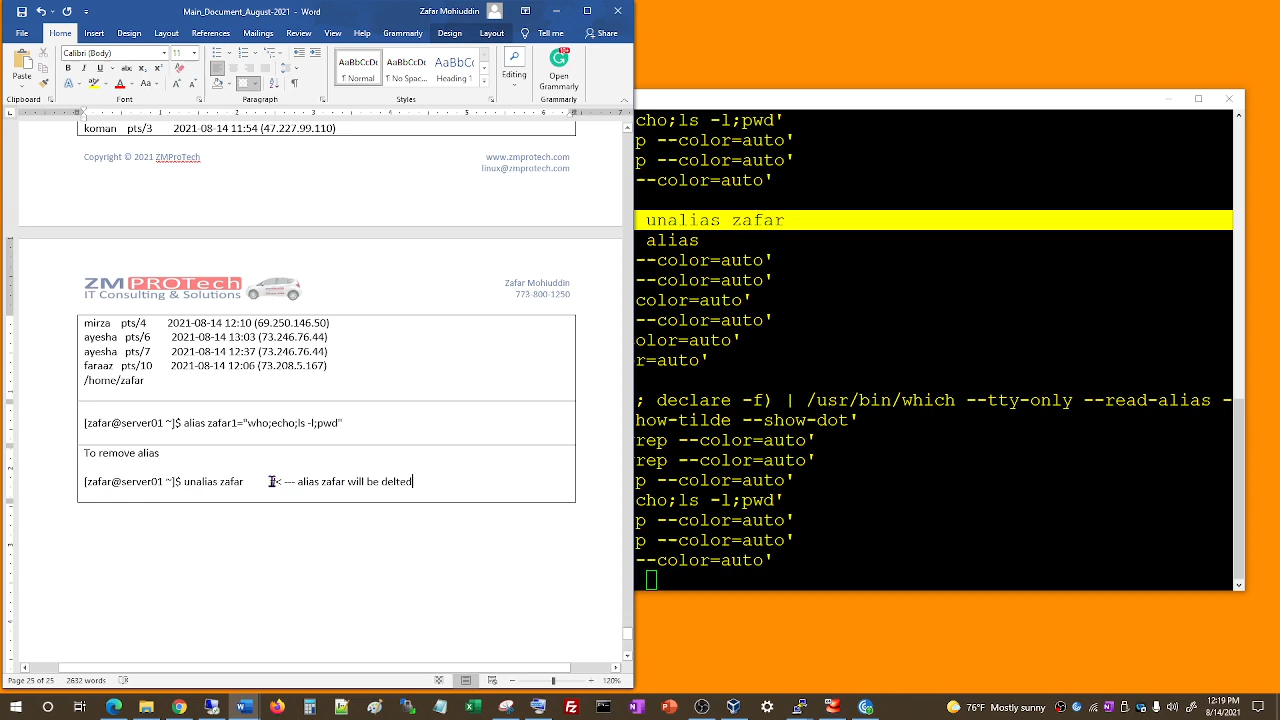 Main_Document_August-2021 - Word
Zafar Mohiuddin
File Home Insert Draw Design Layout References Mailings Review View Help Grammarly Design Layout Tell me Share
Paste
Calibri (Body) 11
B I U abc x₂ x²
AaBbCcDc AaBbCcDc AaBbC
¶ Normal ¶ No Spac... Heading 1
Editing
Grammarly
Clipboard Font Paragraph Styles
koman pts/3 2021-08-14 11:54 (47.227.99.110)
Copyright © 2021 ZMProTech
www.zmprotech.com
linux@zmprotech.com
ZMPROTech
IT Consulting & Solutions
Zafar Mohiuddin
773-800-1250
mirza pts/4 2021-08-14 12:10 (69.250.146.50)
ayesha pts/6 2021-08-14 13:03 (73.246.76.44)
ayesha pts/7 2021-08-14 12:37 (73.246.76.44)
faraaz pts/10 2021-08-14 12:06 (73.208.5.167)
/home/zafar
[zafar@server01 ~]$ alias zafar1="who;echo;ls -l;pwd"
To remove alias
[zafar@server01 ~]$ unalias zafar < --- alias zafar will be delted
Page 25 of 25 2632 words
120%
cho;ls -l;pwd'
p --color=auto'
p --color=auto'
--color=auto'
unalias zafar
alias
--color=auto'
--color=auto'
color=auto'
--color=auto'
olor=auto'
r=auto'
; declare -f) | /usr/bin/which --tty-only --read-alias -
how-tilde --show-dot'
rep --color=auto'
rep --color=auto'
p --color=auto'
cho;ls -l;pwd'
p --color=auto'
p --color=auto'
--color=auto'
76°F Mostly sunny
12:19 PM
8/14/2021